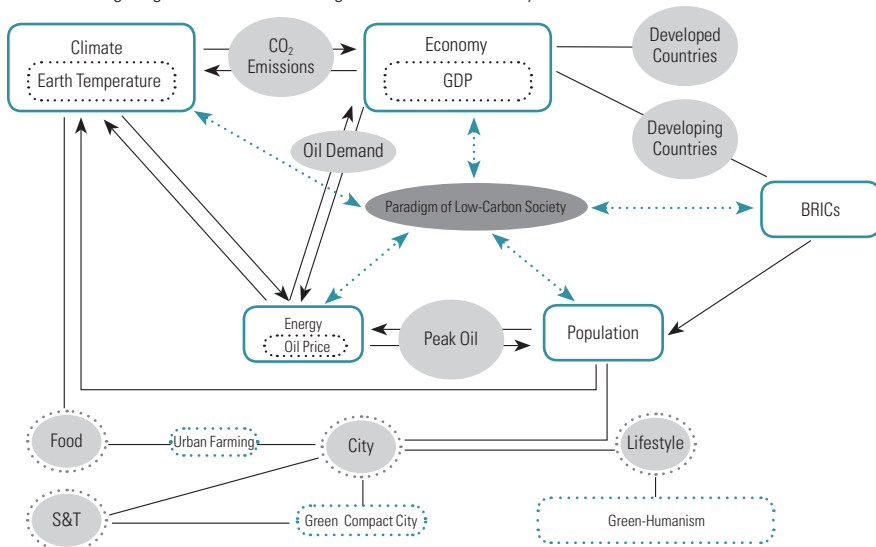 Climate
Earth Temperature
CO₂
Emissions
Economy
GDP
Developed
Countries
Developing
Countries
Oil Demand
Paradigm of Low-Carbon Society
BRICs
Energy
Oil Price
Peak Oil
Population
Food
Urban Farming
City
Lifestyle
S&T
Green Compact City
Green-Humanism